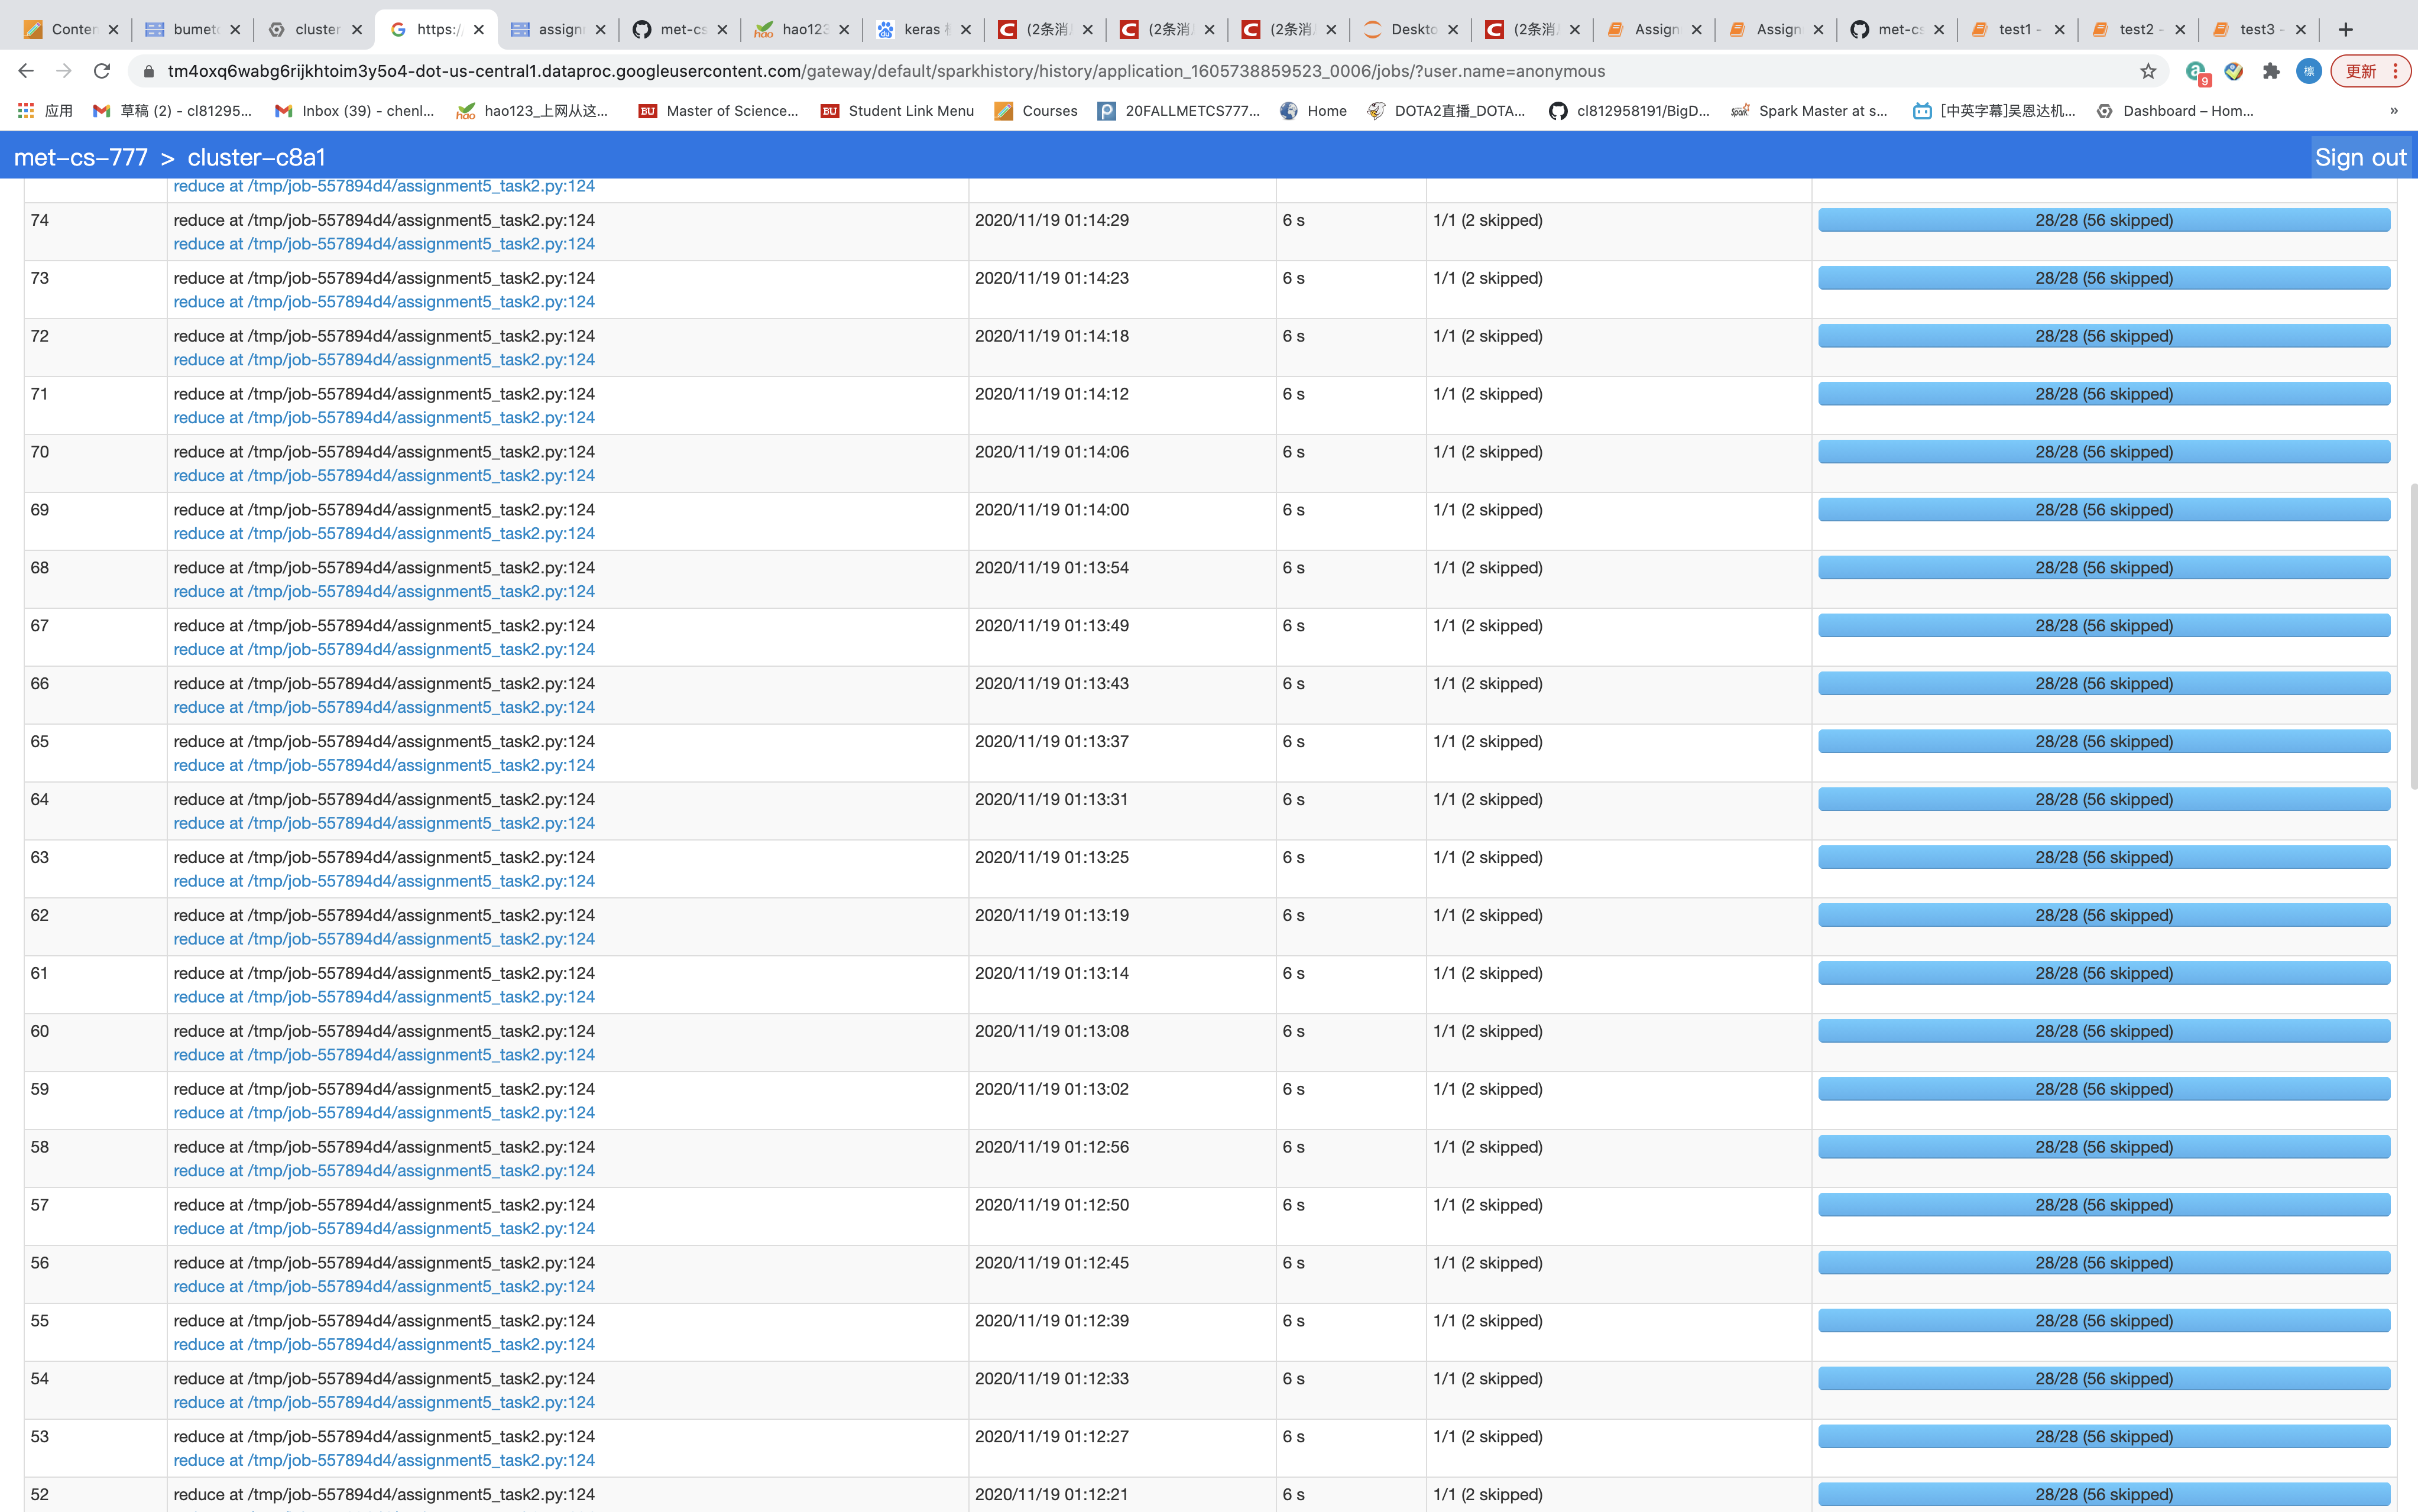 Conten
bumetc
cluster
https:/
assign
met-cs
hao123
keras
(2条消
(2条消
(2条消
Deskto
(2条消
Assign
Assign
met-cs
test1 -
test2 -
test3 -
tm4oxq6wabg6rijkhtoim3y5o4-dot-us-central1.dataproc.googleusercontent.com/gateway/default/sparkhistory/history/application_1605738859523_0006/jobs/?user.name=anonymous
9
更新
应用
草稿 (2) - cl81295...
Inbox (39) - chenl...
hao123_上网从这...
BU Master of Science...
BU Student Link Menu
Courses
20FALLMETCS777...
Home
DOTA2直播_DOTA...
cl812958191/BigD...
Spark Master at s...
[中英字幕]吴恩达机...
Dashboard – Hom...
»
met-cs-777 > cluster-c8a1
Sign out
reduce at /tmp/job-557894d4/assignment5_task2.py:124
74 reduce at /tmp/job-557894d4/assignment5_task2.py:124 2020/11/19 01:14:29 6 s 1/1 (2 skipped) 28/28 (56 skipped)
reduce at /tmp/job-557894d4/assignment5_task2.py:124
73 reduce at /tmp/job-557894d4/assignment5_task2.py:124 2020/11/19 01:14:23 6 s 1/1 (2 skipped) 28/28 (56 skipped)
reduce at /tmp/job-557894d4/assignment5_task2.py:124
72 reduce at /tmp/job-557894d4/assignment5_task2.py:124 2020/11/19 01:14:18 6 s 1/1 (2 skipped) 28/28 (56 skipped)
reduce at /tmp/job-557894d4/assignment5_task2.py:124
71 reduce at /tmp/job-557894d4/assignment5_task2.py:124 2020/11/19 01:14:12 6 s 1/1 (2 skipped) 28/28 (56 skipped)
reduce at /tmp/job-557894d4/assignment5_task2.py:124
70 reduce at /tmp/job-557894d4/assignment5_task2.py:124 2020/11/19 01:14:06 6 s 1/1 (2 skipped) 28/28 (56 skipped)
reduce at /tmp/job-557894d4/assignment5_task2.py:124
69 reduce at /tmp/job-557894d4/assignment5_task2.py:124 2020/11/19 01:14:00 6 s 1/1 (2 skipped) 28/28 (56 skipped)
reduce at /tmp/job-557894d4/assignment5_task2.py:124
68 reduce at /tmp/job-557894d4/assignment5_task2.py:124 2020/11/19 01:13:54 6 s 1/1 (2 skipped) 28/28 (56 skipped)
reduce at /tmp/job-557894d4/assignment5_task2.py:124
67 reduce at /tmp/job-557894d4/assignment5_task2.py:124 2020/11/19 01:13:49 6 s 1/1 (2 skipped) 28/28 (56 skipped)
reduce at /tmp/job-557894d4/assignment5_task2.py:124
66 reduce at /tmp/job-557894d4/assignment5_task2.py:124 2020/11/19 01:13:43 6 s 1/1 (2 skipped) 28/28 (56 skipped)
reduce at /tmp/job-557894d4/assignment5_task2.py:124
65 reduce at /tmp/job-557894d4/assignment5_task2.py:124 2020/11/19 01:13:37 6 s 1/1 (2 skipped) 28/28 (56 skipped)
reduce at /tmp/job-557894d4/assignment5_task2.py:124
64 reduce at /tmp/job-557894d4/assignment5_task2.py:124 2020/11/19 01:13:31 6 s 1/1 (2 skipped) 28/28 (56 skipped)
reduce at /tmp/job-557894d4/assignment5_task2.py:124
63 reduce at /tmp/job-557894d4/assignment5_task2.py:124 2020/11/19 01:13:25 6 s 1/1 (2 skipped) 28/28 (56 skipped)
reduce at /tmp/job-557894d4/assignment5_task2.py:124
62 reduce at /tmp/job-557894d4/assignment5_task2.py:124 2020/11/19 01:13:19 6 s 1/1 (2 skipped) 28/28 (56 skipped)
reduce at /tmp/job-557894d4/assignment5_task2.py:124
61 reduce at /tmp/job-557894d4/assignment5_task2.py:124 2020/11/19 01:13:14 6 s 1/1 (2 skipped) 28/28 (56 skipped)
reduce at /tmp/job-557894d4/assignment5_task2.py:124
60 reduce at /tmp/job-557894d4/assignment5_task2.py:124 2020/11/19 01:13:08 6 s 1/1 (2 skipped) 28/28 (56 skipped)
reduce at /tmp/job-557894d4/assignment5_task2.py:124
59 reduce at /tmp/job-557894d4/assignment5_task2.py:124 2020/11/19 01:13:02 6 s 1/1 (2 skipped) 28/28 (56 skipped)
reduce at /tmp/job-557894d4/assignment5_task2.py:124
58 reduce at /tmp/job-557894d4/assignment5_task2.py:124 2020/11/19 01:12:56 6 s 1/1 (2 skipped) 28/28 (56 skipped)
reduce at /tmp/job-557894d4/assignment5_task2.py:124
57 reduce at /tmp/job-557894d4/assignment5_task2.py:124 2020/11/19 01:12:50 6 s 1/1 (2 skipped) 28/28 (56 skipped)
reduce at /tmp/job-557894d4/assignment5_task2.py:124
56 reduce at /tmp/job-557894d4/assignment5_task2.py:124 2020/11/19 01:12:45 6 s 1/1 (2 skipped) 28/28 (56 skipped)
reduce at /tmp/job-557894d4/assignment5_task2.py:124
55 reduce at /tmp/job-557894d4/assignment5_task2.py:124 2020/11/19 01:12:39 6 s 1/1 (2 skipped) 28/28 (56 skipped)
reduce at /tmp/job-557894d4/assignment5_task2.py:124
54 reduce at /tmp/job-557894d4/assignment5_task2.py:124 2020/11/19 01:12:33 6 s 1/1 (2 skipped) 28/28 (56 skipped)
reduce at /tmp/job-557894d4/assignment5_task2.py:124
53 reduce at /tmp/job-557894d4/assignment5_task2.py:124 2020/11/19 01:12:27 6 s 1/1 (2 skipped) 28/28 (56 skipped)
reduce at /tmp/job-557894d4/assignment5_task2.py:124
52 reduce at /tmp/job-557894d4/assignment5_task2.py:124 2020/11/19 01:12:21 6 s 1/1 (2 skipped) 28/28 (56 skipped)